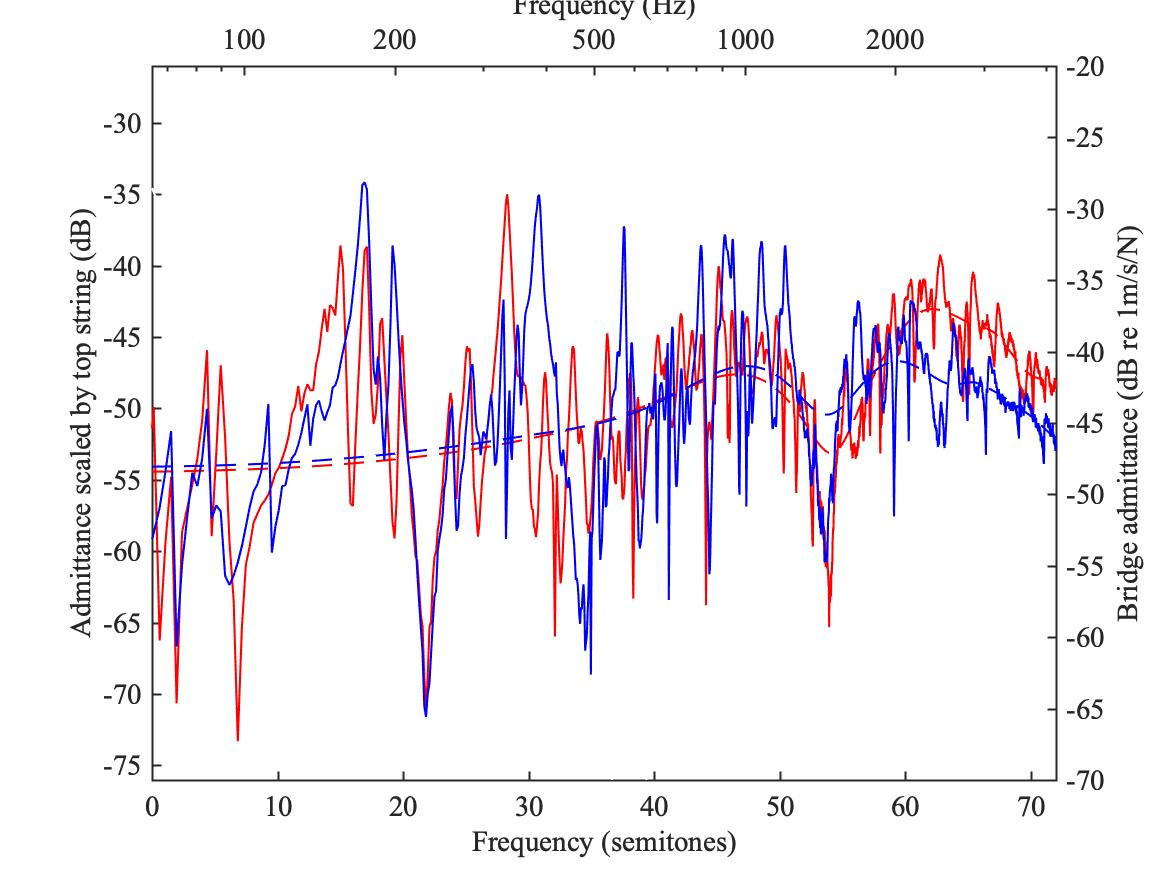 Frequency (Hz)
100 200 500 1000 2000
-30 -35 -40 -45 -50 -55 -60 -65 -70 -75
Admittance scaled by top string (dB)
-20 -25 -30 -35 -40 -45 -50 -55 -60 -65 -70
Bridge admittance (dB re 1m/s/N)
0 10 20 30 40 50 60 70
Frequency (semitones)